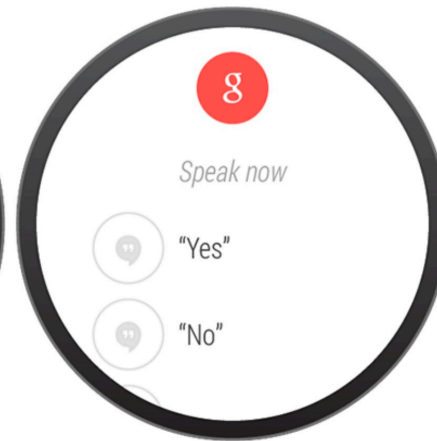 g
Speak now
“Yes”
“No”